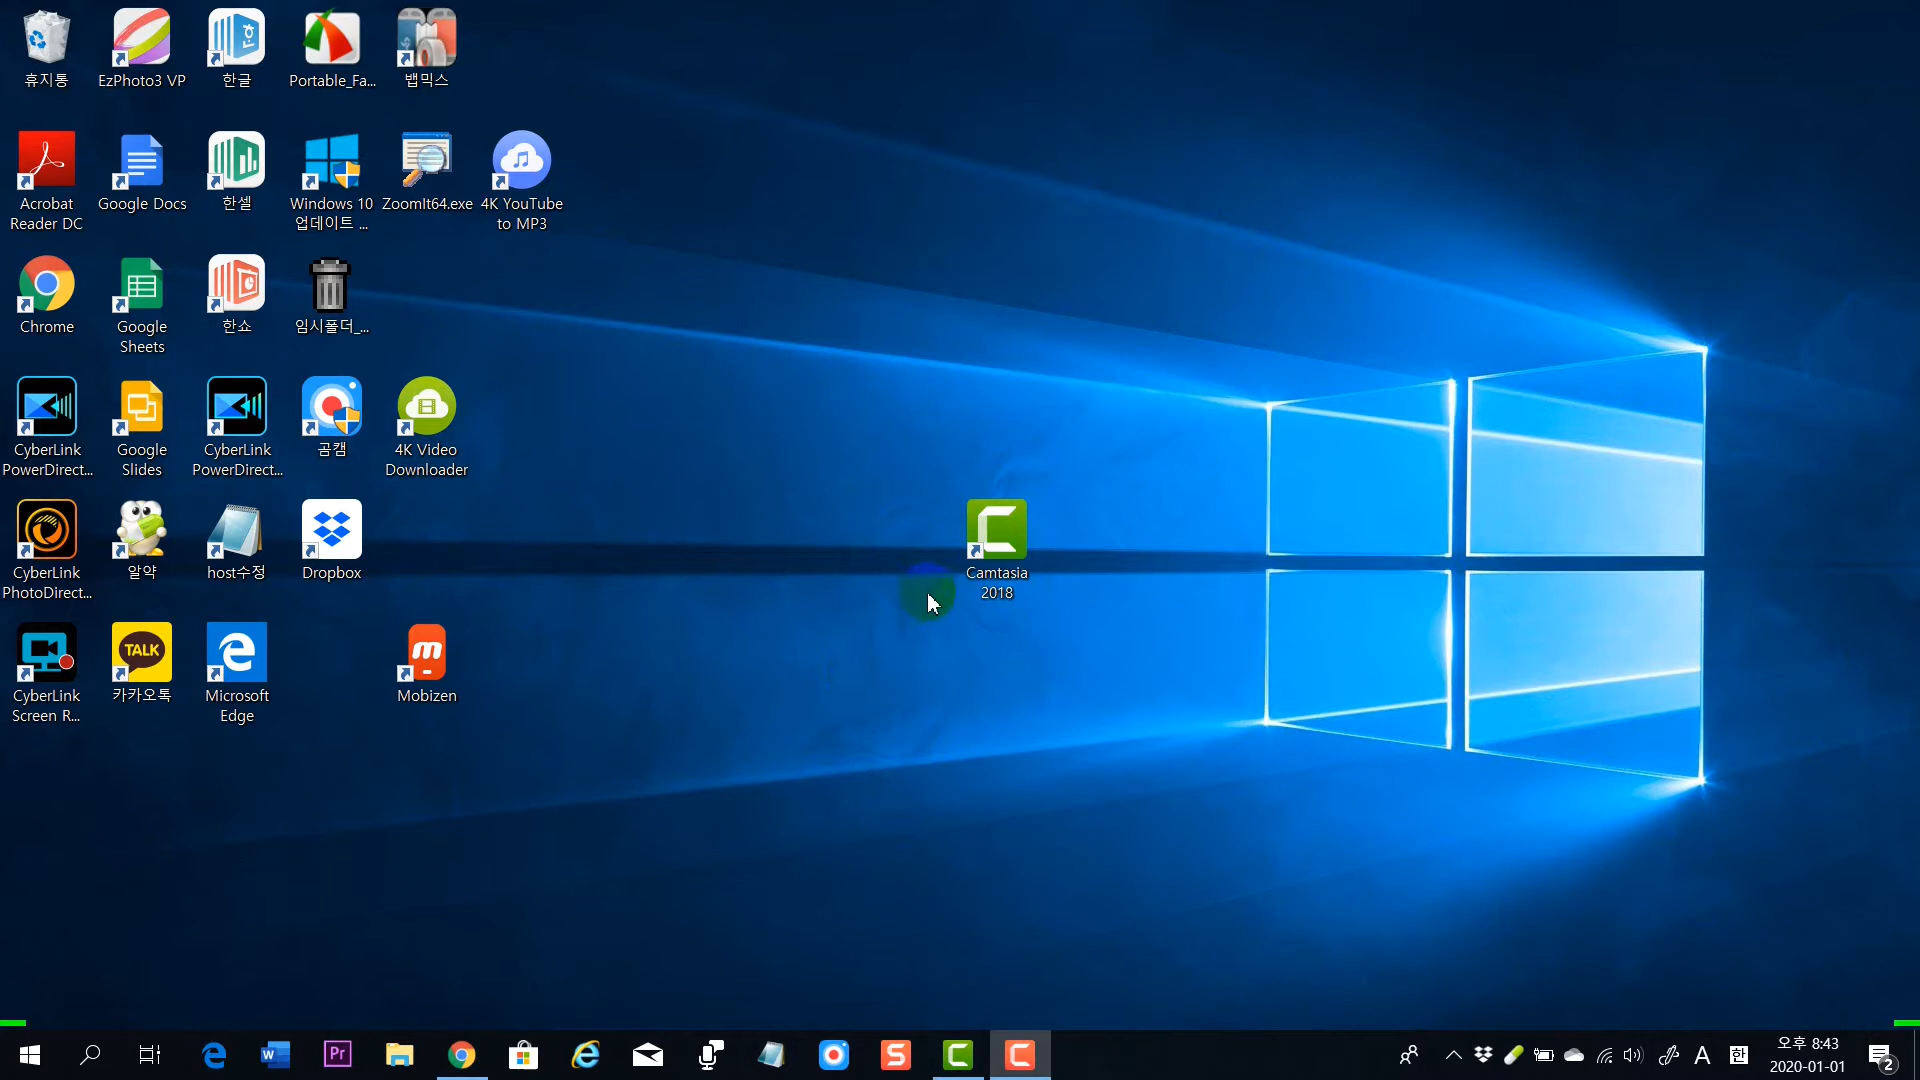 휴지통
EzPhoto3 VP
한글
Portable_Fa...
뱁믹스
Acrobat
Reader DC
Google Docs
한셀
Windows 10
업데이트 ...
ZoomIt64.exe
4K YouTube
to MP3
Chrome
Google
Sheets
한쇼
임시폴더_...
CyberLink
PowerDirect...
Google
Slides
CyberLink
PowerDirect...
곰캠
4K Video
Downloader
CyberLink
PhotoDirect...
알약
host수정
Dropbox
Camtasia
2018
CyberLink
Screen R...
TALK
카카오톡
Microsoft
Edge
m
Mobizen
W
Pr
S
A
한
오후 8:43
2020-01-01
2